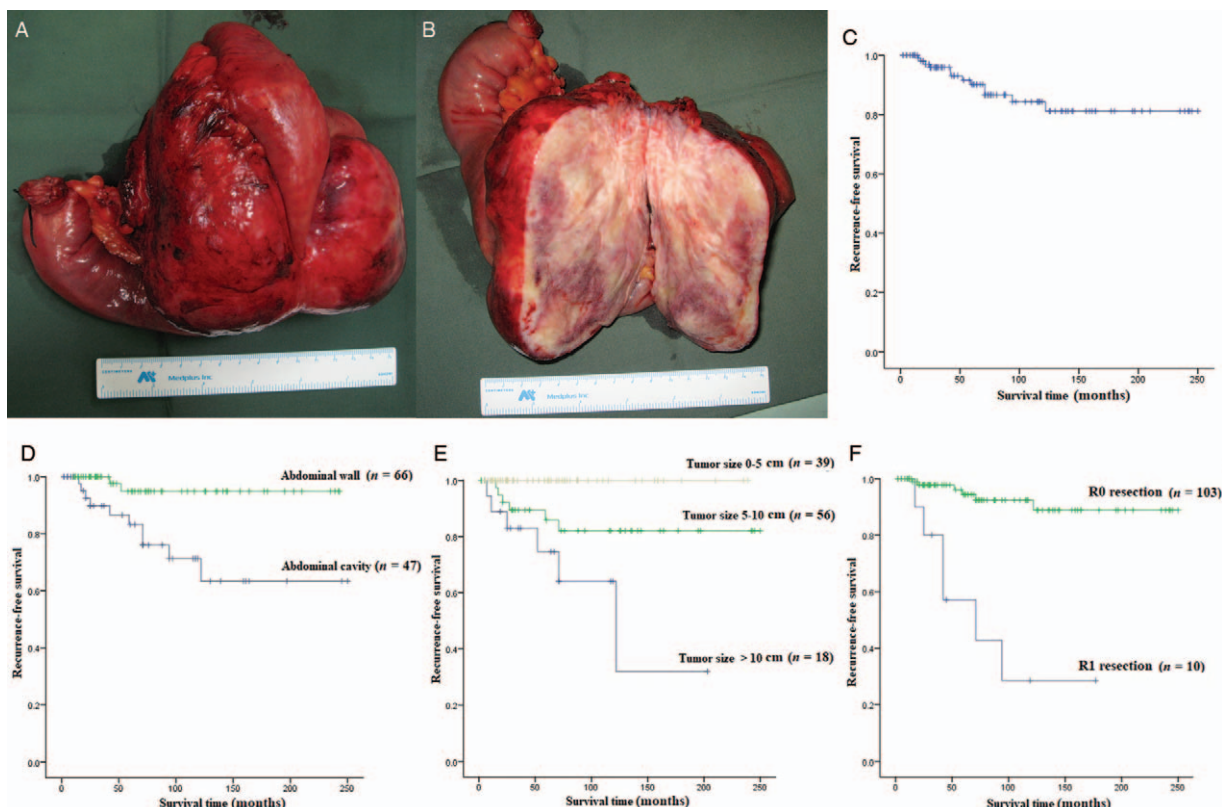 A
B
Medplus Inc
Medplus Inc
C
Recurrence-free survival
1.0
0.8
0.6
0.4
0.2
0.0
0 50 100 150 200 250
Survival time (months)
D
Recurrence-free survival
1.0
0.8
0.6
0.4
0.2
0.0
Abdominal wall (n = 66)
Abdominal cavity (n = 47)
0 50 100 150 200 250
Survival time (months)
E
Recurrence-free survival
1.0
0.8
0.6
0.4
0.2
0.0
Tumor size 0-5 cm (n = 39)
Tumor size 5-10 cm (n = 56)
Tumor size > 10 cm (n = 18)
0 50 100 150 200 250
Survival time (months)
F
Recurrence-free survival
1.0
0.8
0.6
0.4
0.2
0.0
R0 resection (n = 103)
R1 resection (n = 10)
0 50 100 150 200 250
Survival time (months)